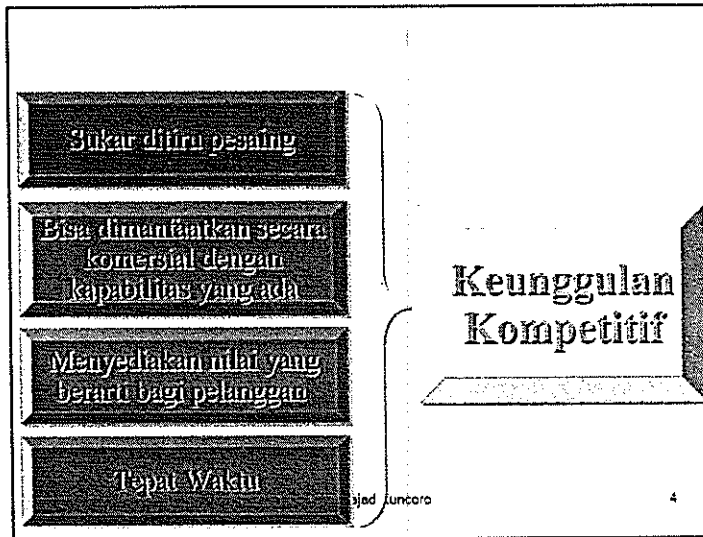 Sukar ditiru pesaing
Bisa dimanfaatkan secara
komersial dengan
kapabilitas yang ada
Menyediakan nilai yang
berarti bagi pelanggan
Tepat Waktu
Keunggulan
Kompetitif
ajad kuncoro
4